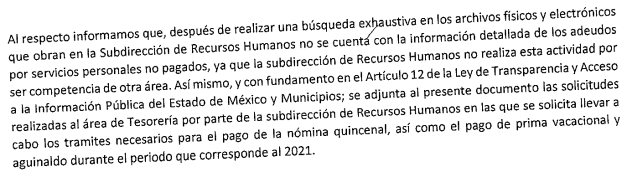 Al respecto informamos que, después de realizar una búsqueda exhaustiva en los archivos físicos y electrónicos
que obran en la Subdirección de Recursos Humanos no se cuenta con la información detallada de los adeudos
por servicios personales no pagados, ya que la subdirección de Recursos Humanos no realiza esta actividad por
ser competencia de otra área. Así mismo, y con fundamento en el Artículo 12 de la Ley de Transparencia y Acceso
a la Información Pública del Estado de México y Municipios; se adjunta al presente documento las solicitudes
realizadas al área de Tesorería por parte de la subdirección de Recursos Humanos en las que se solicita llevar a
cabo los tramites necesarios para el pago de la nómina quincenal, así como el pago de prima vacacional y
aguinaldo durante el periodo que corresponde al 2021.